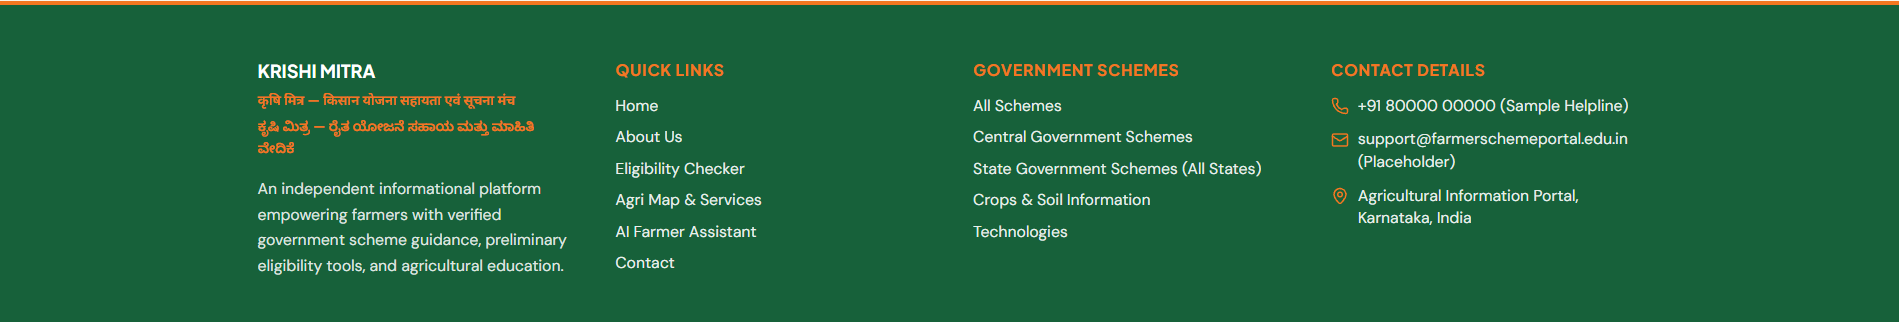 KRISHI MITRA
कृषि मित्र — किसान योजना सहायता एवं सूचना मंच
ಕೃಷಿ ಮಿತ್ರ — ರೈತ ಯೋಜನೆ ಸಹಾಯ ಮತ್ತು ಮಾಹಿತಿ
ವೇದಿಕೆ
An independent informational platform
empowering farmers with verified
government scheme guidance, preliminary
eligibility tools, and agricultural education.
QUICK LINKS
Home
About Us
Eligibility Checker
Agri Map & Services
AI Farmer Assistant
Contact
GOVERNMENT SCHEMES
All Schemes
Central Government Schemes
State Government Schemes (All States)
Crops & Soil Information
Technologies
CONTACT DETAILS
+91 80000 00000 (Sample Helpline)
support@farmerschemeportal.edu.in
(Placeholder)
Agricultural Information Portal,
Karnataka, India